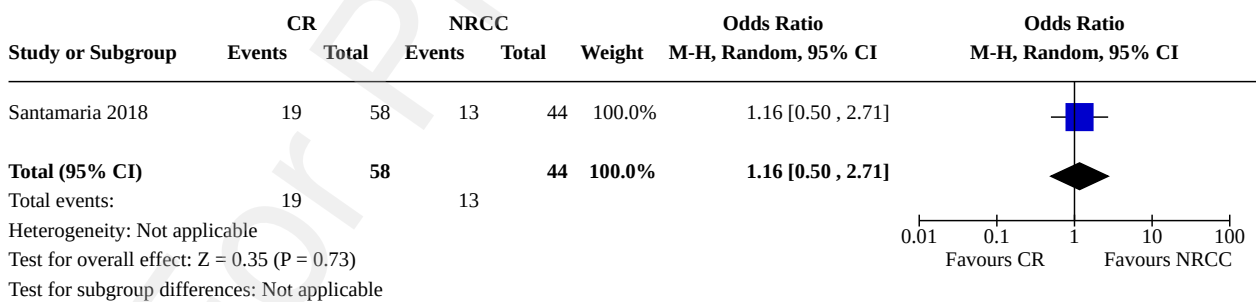 CR NRCC Odds Ratio Odds Ratio
Study or Subgroup Events Total Events Total Weight M-H, Random, 95% CI M-H, Random, 95% CI
Santamaria 2018 19 58 13 44 100.0% 1.16 [0.50 , 2.71]
Total (95% CI) 58 44 100.0% 1.16 [0.50 , 2.71]
Total events: 19 13
Heterogeneity: Not applicable
0.01 0.1 1 10 100
Test for overall effect: Z = 0.35 (P = 0.73) Favours CR Favours NRCC
Test for subgroup differences: Not applicable